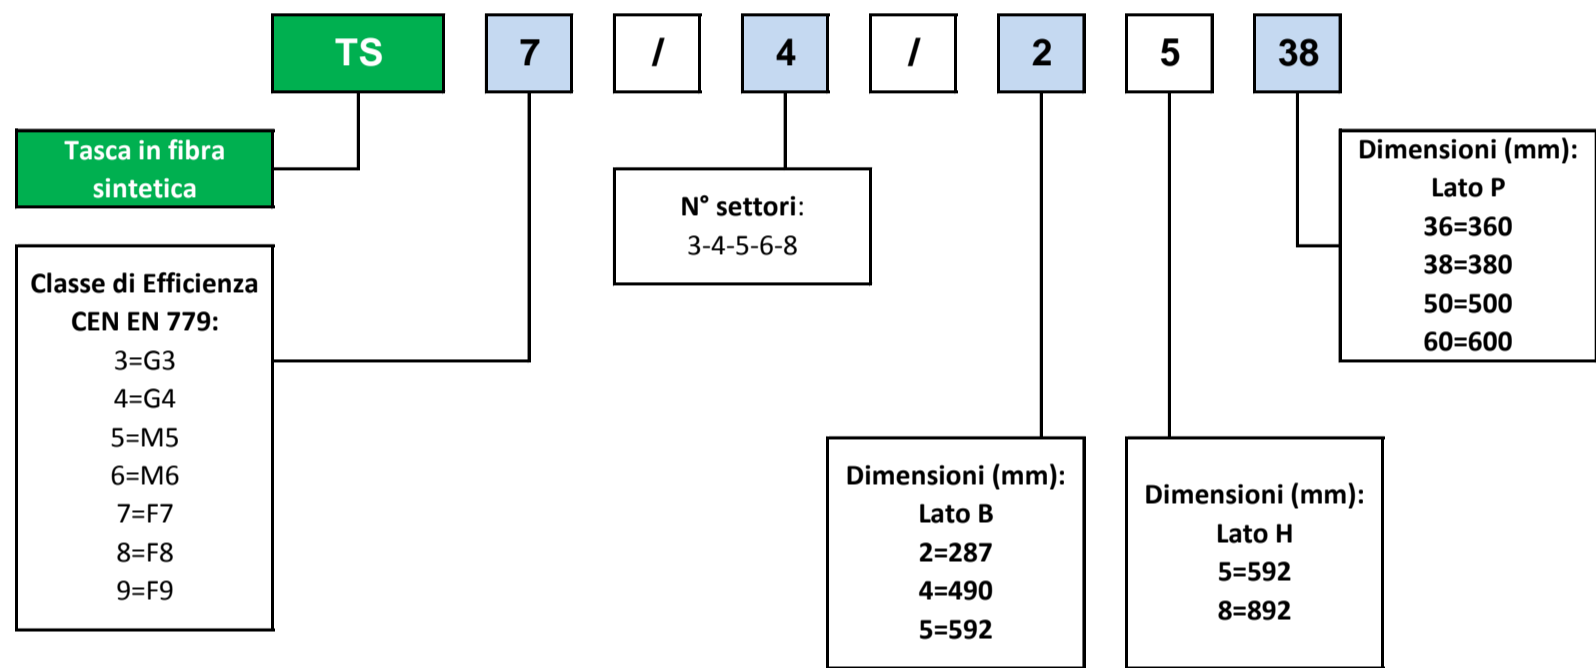 TS 7 / 4 / 2 5 38
Tasca in fibra
sintetica
Classe di Efficienza
CEN EN 779:
3=G3
4=G4
5=M5
6=M6
7=F7
8=F8
9=F9
N° settori:
3-4-5-6-8
Dimensioni (mm):
Lato B
2=287
4=490
5=592
Dimensioni (mm):
Lato H
5=592
8=892
Dimensioni (mm):
Lato P
36=360
38=380
50=500
60=600